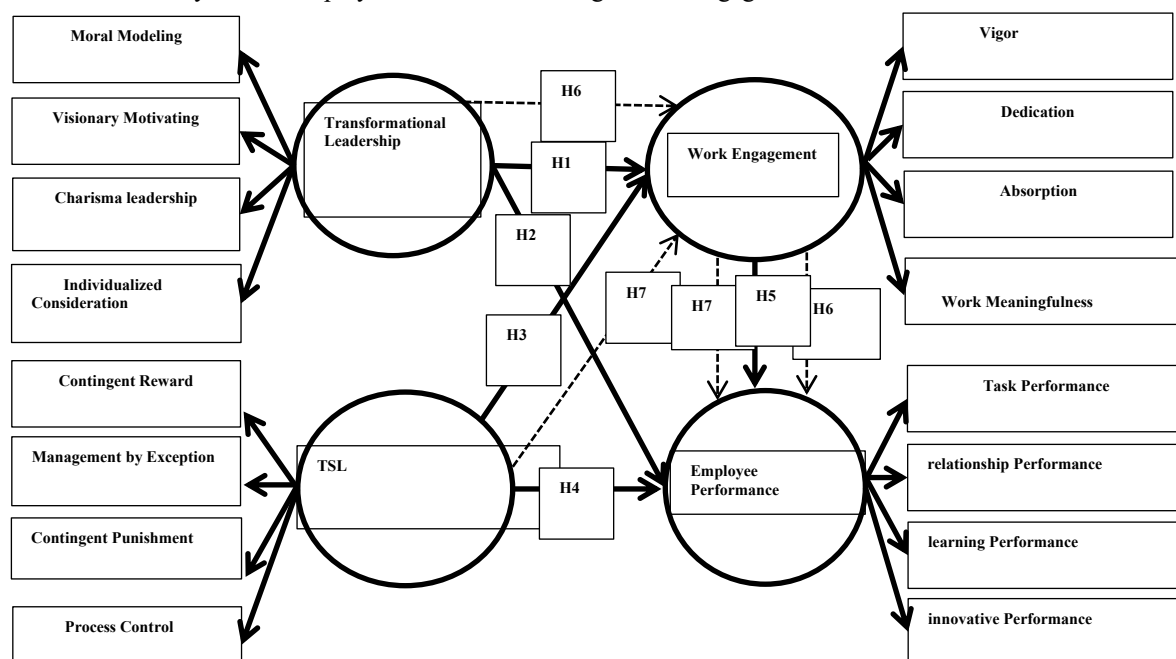 Moral Modeling
Visionary Motivating
Charisma leadership
Individualized
Consideration
Contingent Reward
Management by Exception
Contingent Punishment
Process Control
Transformational
Leadership
TSL
H6
H1
H2
H3
H4
H7
H7
H5
H6
Work Engagement
Employee
Performance
Vigor
Dedication
Absorption
Work Meaningfulness
Task Performance
relationship Performance
learning Performance
innovative Performance